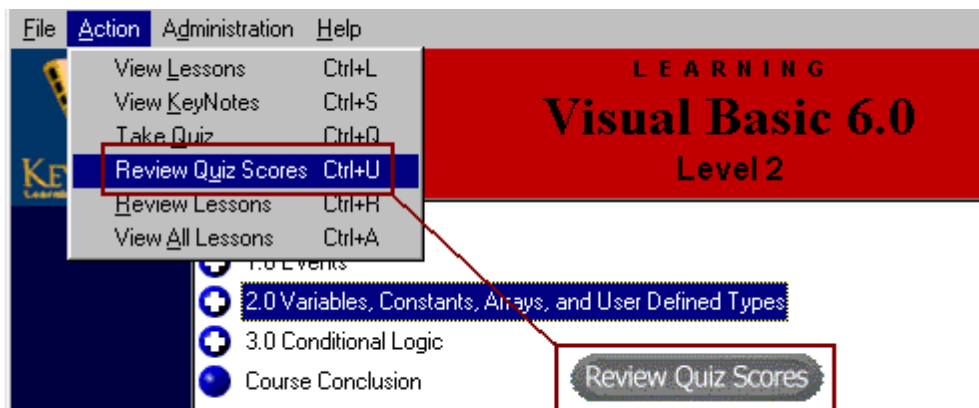 File Action Administration Help
View Lessons Ctrl+L
View KeyNotes Ctrl+S
Take Quiz Ctrl+Q
Review Quiz Scores Ctrl+U
Review Lessons Ctrl+R
View All Lessons Ctrl+A
KEY
LEARNING
Visual Basic 6.0
Level 2
1.0 Events
2.0 Variables, Constants, Arrays, and User Defined Types
3.0 Conditional Logic
Course Conclusion
Review Quiz Scores